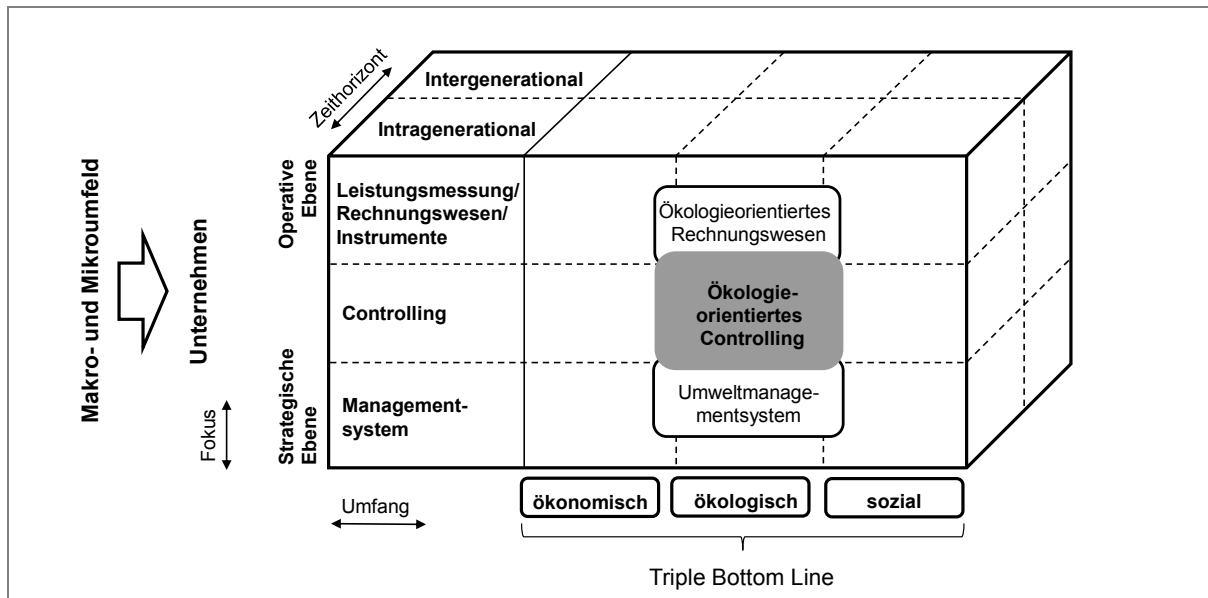 Zeithorizont
Intergenerational
Intragenerational
Makro- und Mikroumfeld
Unternehmen
Fokus
Operative
Ebene
Strategische
Ebene
Leistungsmessung/
Rechnungswesen/
Instrumente
Ökologieorientiertes
Rechnungswesen
Controlling
Ökologie-
orientiertes
Controlling
Management-
system
Umweltmanage-
mentsystem
Umfang
ökonomisch
ökologisch
sozial
Triple Bottom Line